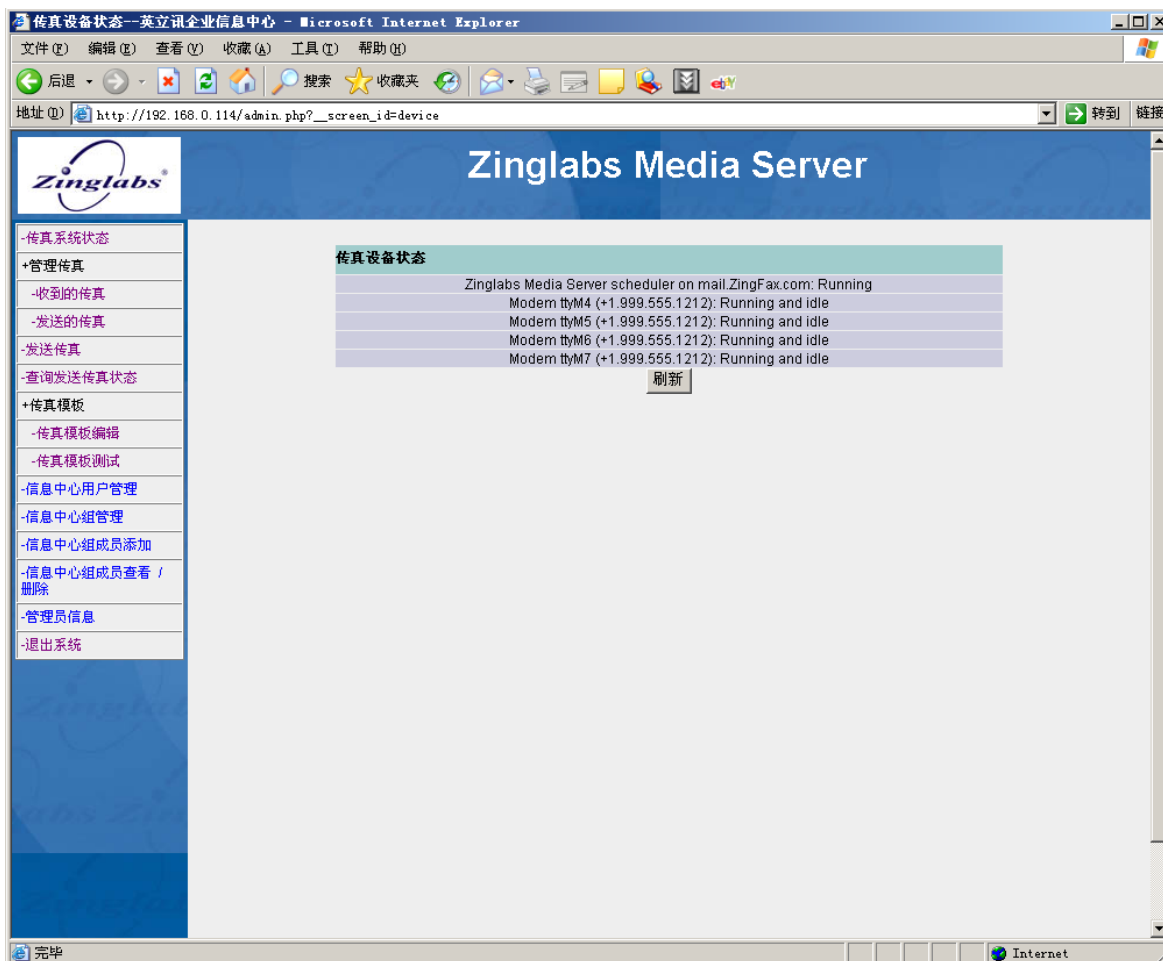 传真设备状态--英立讯企业信息中心 - Microsoft Internet Explorer
文件(F) 编辑(E) 查看(V) 收藏(A) 工具(T) 帮助(H)
后退 搜索 收藏夹 ebY
地址(D) http://192.168.0.114/admin.php?__screen_id=device 转到 链接
Zinglabs®
Zinglabs Media Server
-传真系统状态
+管理传真
-收到的传真
-发送的传真
-发送传真
-查询发送传真状态
+传真模板
-传真模板编辑
-传真模板测试
-信息中心用户管理
-信息中心组管理
-信息中心组成员添加
-信息中心组成员查看 /
删除
-管理员信息
-退出系统
传真设备状态
Zinglabs Media Server scheduler on mail.ZingFax.com: Running
Modem ttyM4 (+1.999.555.1212): Running and idle
Modem ttyM5 (+1.999.555.1212): Running and idle
Modem ttyM6 (+1.999.555.1212): Running and idle
Modem ttyM7 (+1.999.555.1212): Running and idle
刷新
完毕 Internet